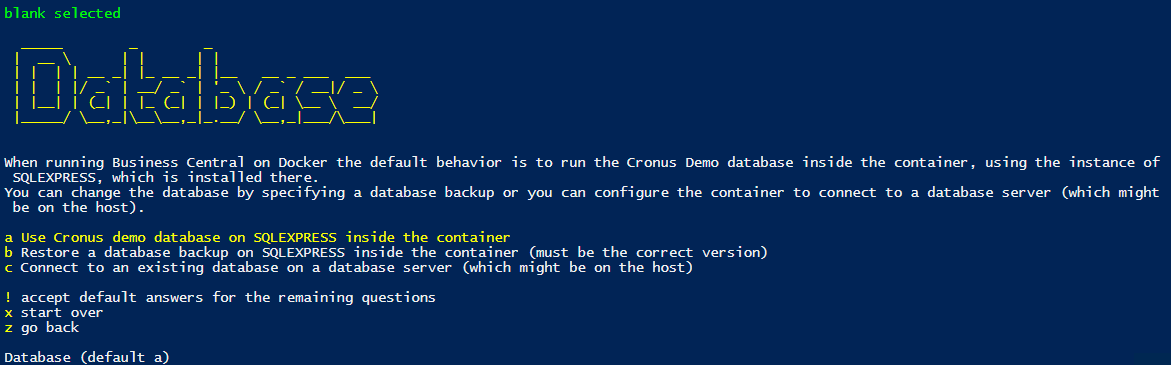 blank selected
Database
When running Business Central on Docker the default behavior is to run the Cronus Demo database inside the container, using the instance of
SQLEXPRESS, which is installed there.
You can change the database by specifying a database backup or you can configure the container to connect to a database server (which might
be on the host).
a Use Cronus demo database on SQLEXPRESS inside the container
b Restore a database backup on SQLEXPRESS inside the container (must be the correct version)
c Connect to an existing database on a database server (which might be on the host)
! accept default answers for the remaining questions
x start over
z go back
Database (default a)